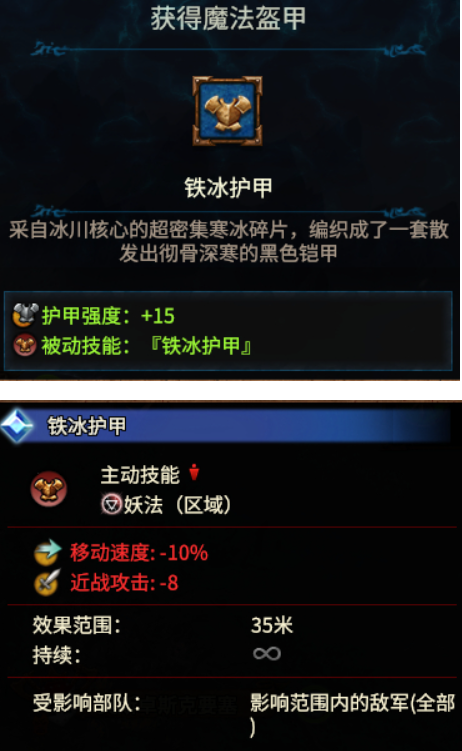 获得魔法盔甲
铁冰护甲
采自冰川核心的超密集寒冰碎片，编织成了一套散
发出彻骨深寒的黑色铠甲
护甲强度：+15
被动技能：『铁冰护甲』
铁冰护甲
主动技能
妖法（区域）
移动速度: -10%
近战攻击: -8
效果范围： 35米
持续： ∞
受影响部队： 影响范围内的敌军(全部
)